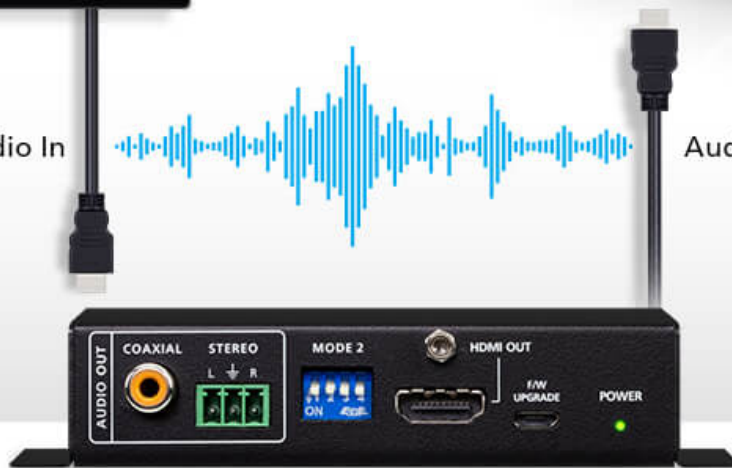 dio In
Aud
AUDIO OUT
COAXIAL
STEREO
L
R
MODE 2
ON
HDMI OUT
F/W
UPGRADE
POWER